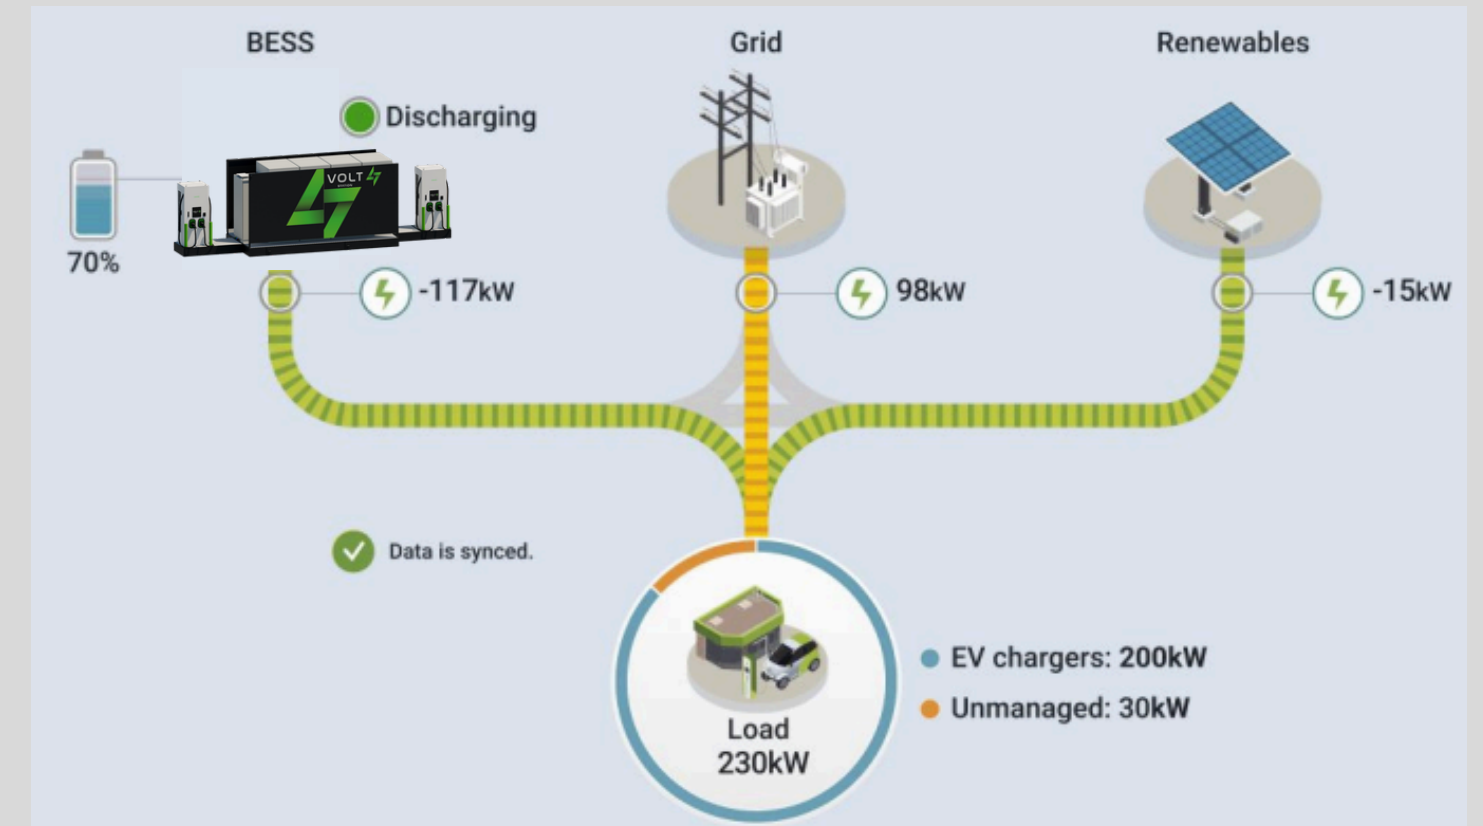 BESS
Grid
Renewables
Discharging
VOLT
70%
-117kW
98kW
-15kW
Data is synced.
EV chargers: 200kW
Unmanaged: 30kW
Load
230kW